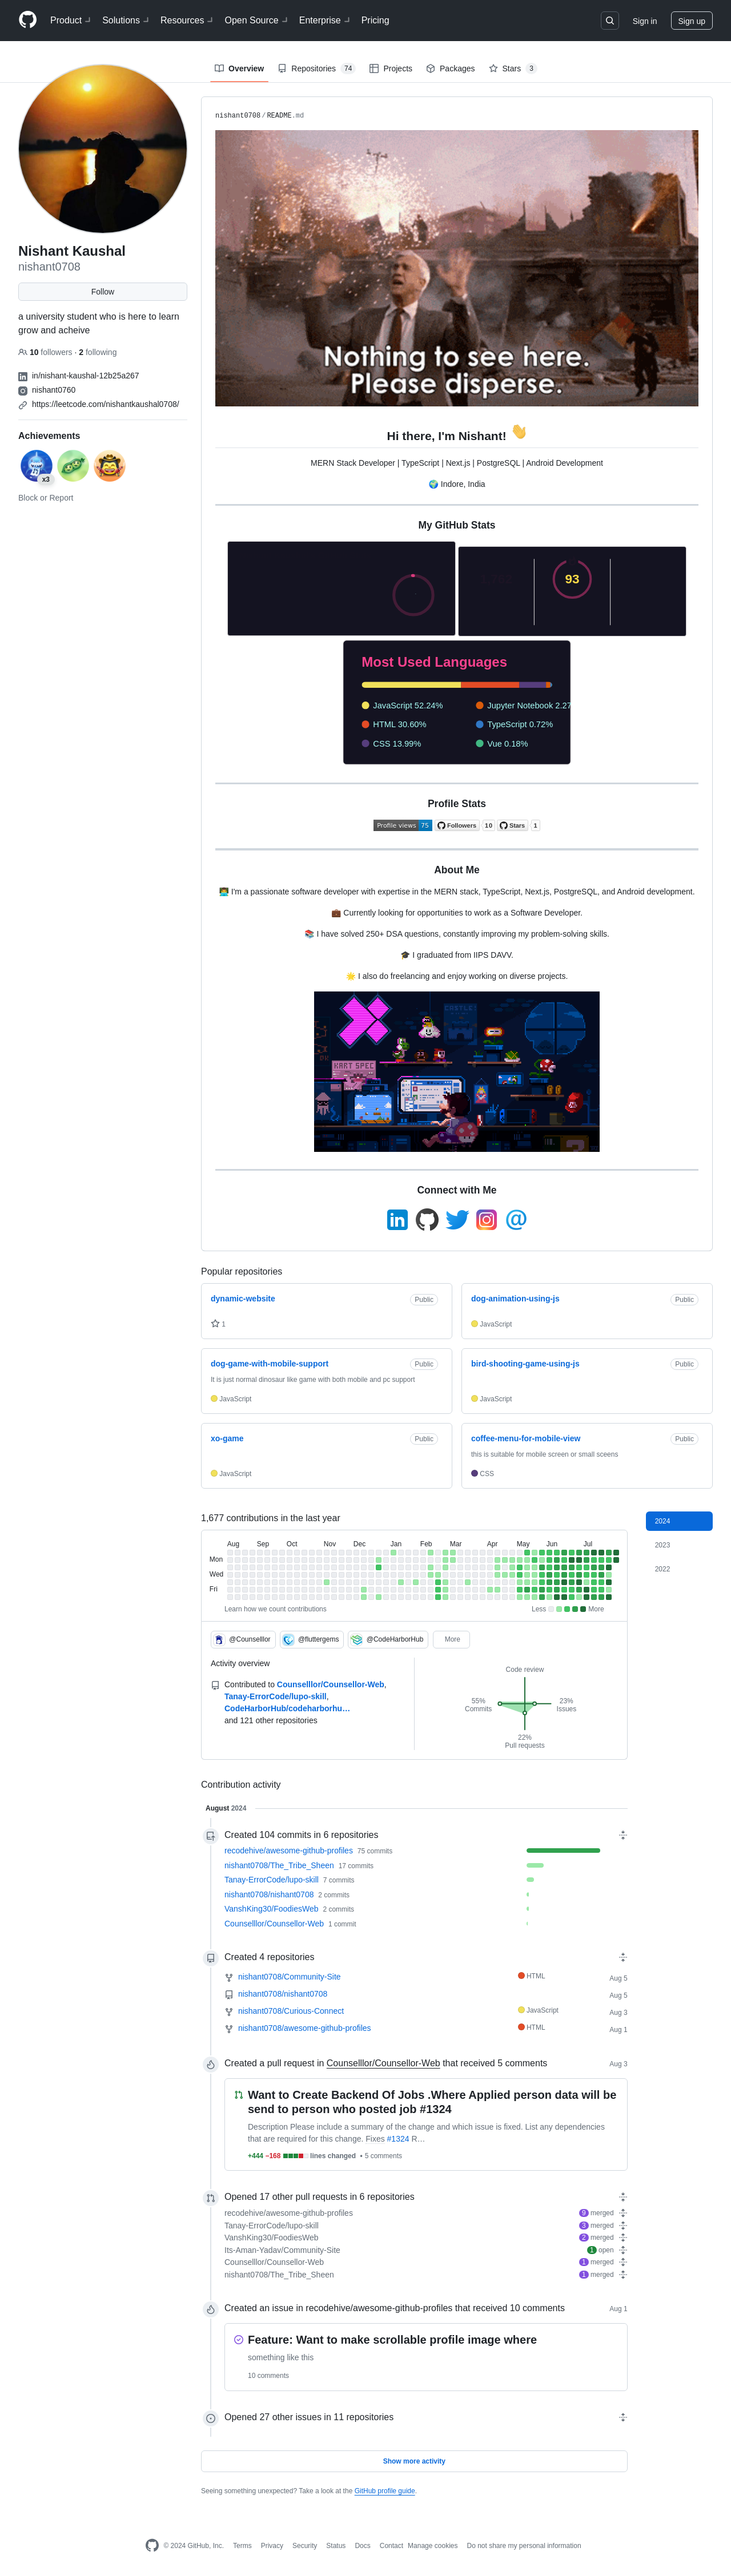 Product
Solutions
Resources
Open Source
Enterprise
Pricing
Sign in
Sign up
Overview
Repositories 74
Projects
Packages
Stars 3
Nishant Kaushal
nishant0708
Follow
a university student who is here to learn
grow and acheive
10 followers · 2 following
in/nishant-kaushal-12b25a267
nishant0760
https://leetcode.com/nishantkaushal0708/
Achievements
x3
Block or Report
nishant0708/README.md
Nothing to see here.
Please disperse.
Hi there, I'm Nishant! 👋
MERN Stack Developer | TypeScript | Next.js | PostgreSQL | Android Development
🌍 Indore, India
My GitHub Stats
93
Most Used Languages
JavaScript 52.24%
Jupyter Notebook 2.27
HTML 30.60%
TypeScript 0.72%
CSS 13.99%
Vue 0.18%
Profile Stats
Profile views 75
Followers 10
Stars 1
About Me
👨‍💻 I'm a passionate software developer with expertise in the MERN stack, TypeScript, Next.js, PostgreSQL, and Android development.
💼 Currently looking for opportunities to work as a Software Developer.
📚 I have solved 250+ DSA questions, constantly improving my problem-solving skills.
🎓 I graduated from IIPS DAVV.
🌟 I also do freelancing and enjoy working on diverse projects.
KART SPEC
Connect with Me
Popular repositories
dynamic-website
Public
1
dog-animation-using-js
Public
JavaScript
dog-game-with-mobile-support
Public
It is just normal dinosaur like game with both mobile and pc support
JavaScript
bird-shooting-game-using-js
Public
JavaScript
xo-game
Public
JavaScript
coffee-menu-for-mobile-view
Public
this is suitable for mobile screen or small sceens
CSS
1,677 contributions in the last year
2024
2023
2022
Aug Sep Oct Nov Dec Jan Feb Mar Apr May Jun Jul
Mon
Wed
Fri
Learn how we count contributions
Less
More
@Counselllor
@fluttergems
@CodeHarborHub
More
Activity overview
Contributed to Counselllor/Counsellor-Web,
Tanay-ErrorCode/lupo-skill,
CodeHarborHub/codeharborhu…
and 121 other repositories
Code review
55%
Commits
23%
Issues
22%
Pull requests
Contribution activity
August 2024
Created 104 commits in 6 repositories
recodehive/awesome-github-profiles 75 commits
nishant0708/The_Tribe_Sheen 17 commits
Tanay-ErrorCode/lupo-skill 7 commits
nishant0708/nishant0708 2 commits
VanshKing30/FoodiesWeb 2 commits
Counselllor/Counsellor-Web 1 commit
Created 4 repositories
nishant0708/Community-Site
HTML
Aug 5
nishant0708/nishant0708
Aug 5
nishant0708/Curious-Connect
JavaScript
Aug 3
nishant0708/awesome-github-profiles
HTML
Aug 1
Created a pull request in Counselllor/Counsellor-Web that received 5 comments
Aug 3
Want to Create Backend Of Jobs .Where Applied person data will be
send to person who posted job #1324
Description Please include a summary of the change and which issue is fixed. List any dependencies
that are required for this change. Fixes #1324 R…
+444 −168 lines changed • 5 comments
Opened 17 other pull requests in 6 repositories
recodehive/awesome-github-profiles
9 merged
Tanay-ErrorCode/lupo-skill
3 merged
VanshKing30/FoodiesWeb
2 merged
Its-Aman-Yadav/Community-Site
1 open
Counselllor/Counsellor-Web
1 merged
nishant0708/The_Tribe_Sheen
1 merged
Created an issue in recodehive/awesome-github-profiles that received 10 comments
Aug 1
Feature: Want to make scrollable profile image where
something like this
10 comments
Opened 27 other issues in 11 repositories
Show more activity
Seeing something unexpected? Take a look at the GitHub profile guide.
© 2024 GitHub, Inc.
Terms
Privacy
Security
Status
Docs
Contact
Manage cookies
Do not share my personal information